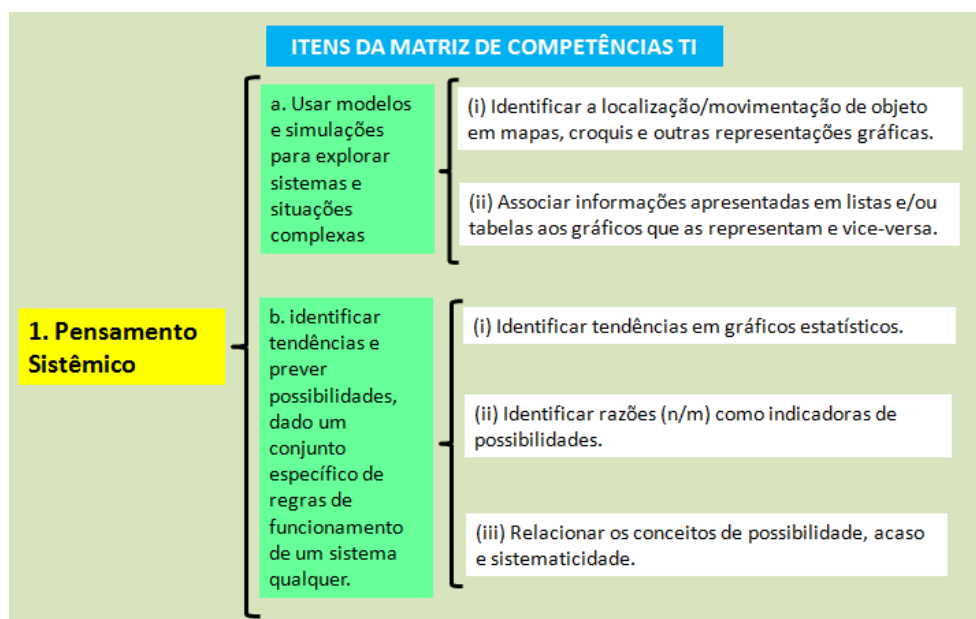 ITENS DA MATRIZ DE COMPETÊNCIAS TI
1. Pensamento
Sistêmico
a. Usar modelos
e simulações
para explorar
sistemas e
situações
complexas
(i) Identificar a localização/movimentação de objeto
em mapas, croquis e outras representações gráficas.
(ii) Associar informações apresentadas em listas e/ou
tabelas aos gráficos que as representam e vice-versa.
b. identificar
tendências e
prever
possibilidades,
dado um
conjunto
específico de
regras de
funcionamento
de um sistema
qualquer.
(i) Identificar tendências em gráficos estatísticos.
(ii) Identificar razões (n/m) como indicadoras de
possibilidades.
(iii) Relacionar os conceitos de possibilidade, acaso
e sistematicidade.